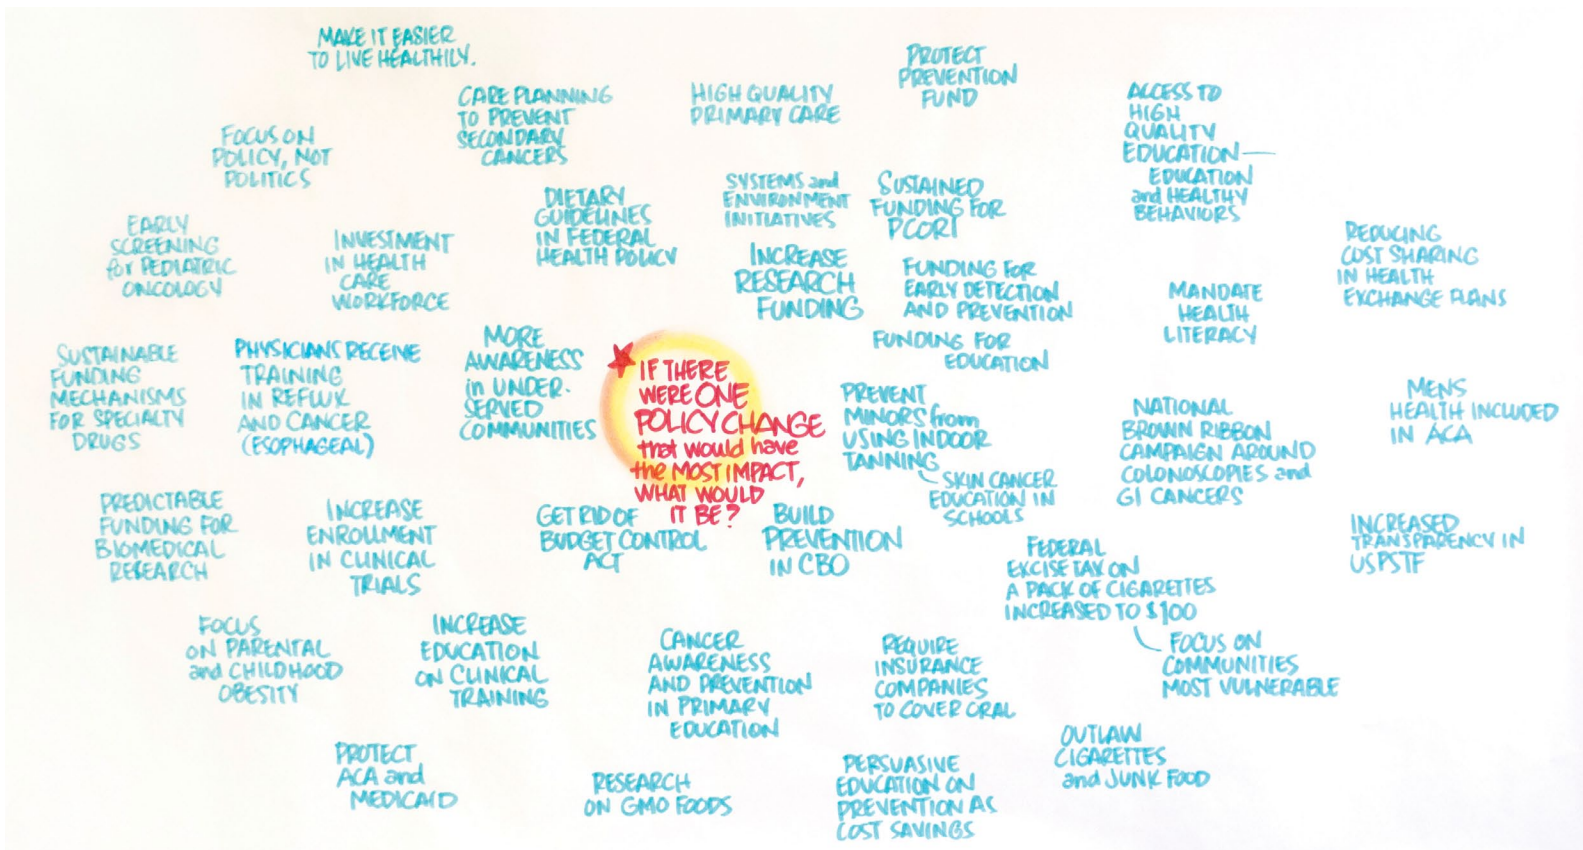 MAKE IT EASIER
TO LIVE HEALTHILY.
CARE PLANNING
TO PREVENT
SECONDARY
CANCERS
HIGH QUALITY
PRIMARY CARE
PROTECT
PREVENTION
FUND
ACCESS TO
HIGH
QUALITY
EDUCATION—
EDUCATION
and HEALTHY
BEHAVIORS
FOCUS ON
POLICY, NOT
POLITICS
DIETARY
GUIDELINES
IN FEDERAL
HEALTH POLICY
SYSTEMS and
ENVIRONMENT
INITIATIVES
SUSTAINED
FUNDING FOR
PCORI
EARLY
SCREENING
for PEDIATRIC
ONCOLOGY
INVESTMENT
IN HEALTH
CARE
WORKFORCE
INCREASE
RESEARCH
FUNDING
FUNDING FOR
EARLY DETECTION
AND PREVENTION
MANDATE
HEALTH
LITERACY
REDUCING
COST SHARING
IN HEALTH
EXCHANGE PLANS
SUSTAINABLE
FUNDING
MECHANISMS
FOR SPECIALTY
DRUGS
PHYSICIANS RECEIVE
TRAINING
IN REFLUX
AND CANCER
(ESOPHAGEAL)
MORE
AWARENESS
in UNDER-
SERVED
COMMUNITIES
IF THERE
WERE ONE
POLICY CHANGE
that would have
the MOST IMPACT,
WHAT WOULD
IT BE?
FUNDING FOR
EDUCATION
PREVENT
MINORS from
USING INDOOR
TANNING
SKIN CANCER
EDUCATION IN
SCHOOLS
NATIONAL
BROWN RIBBON
CAMPAIGN AROUND
COLONOSCOPIES and
GI CANCERS
MENS
HEALTH INCLUDED
IN ACA
PREDICTABLE
FUNDING FOR
BIOMEDICAL
RESEARCH
INCREASE
ENROLLMENT
IN CLINICAL
TRIALS
GET RID OF
BUDGET CONTROL
ACT
BUILD
PREVENTION
IN CBO
FEDERAL
EXCISE TAX ON
A PACK OF CIGARETTES
INCREASED TO $100
FOCUS ON
COMMUNITIES
MOST VULNERABLE
INCREASED
TRANSPARENCY IN
USPSTF
FOCUS
ON PARENTAL
and CHILDHOOD
OBESITY
INCREASE
EDUCATION
ON CLINICAL
TRAINING
CANCER
AWARENESS
AND PREVENTION
IN PRIMARY
EDUCATION
REQUIRE
INSURANCE
COMPANIES
TO COVER ORAL
PROTECT
ACA and
MEDICAID
RESEARCH
ON GMO FOODS
PERSUASIVE
EDUCATION ON
PREVENTION AS
COST SAVINGS
OUTLAW
CIGARETTES
and JUNK FOOD